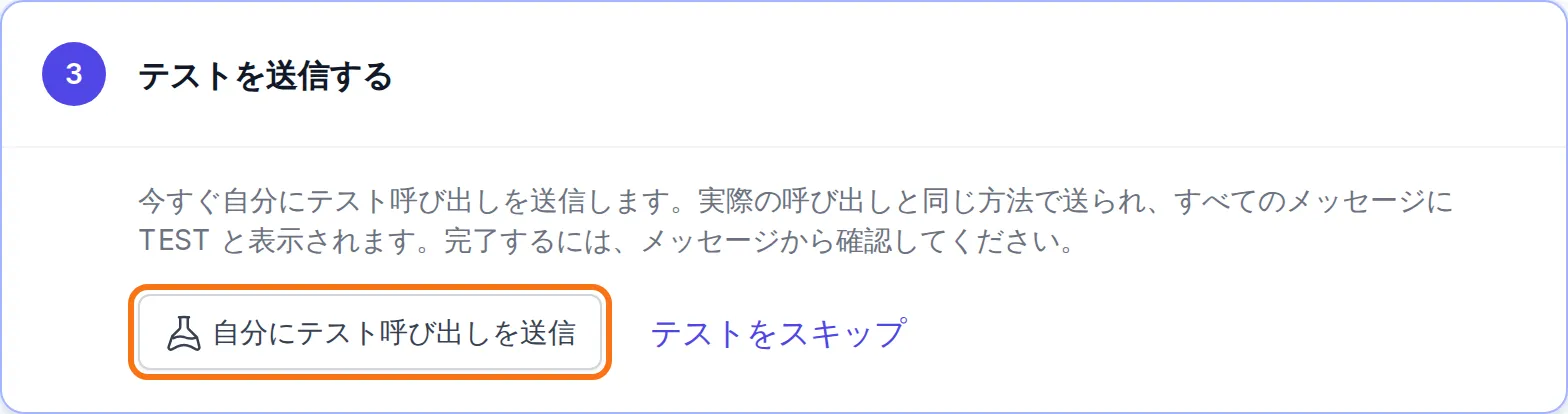 3
テストを送信する
今すぐ自分にテスト呼び出しを送信します。実際の呼び出しと同じ方法で送られ、すべてのメッセージに
TEST と表示されます。完了するには、メッセージから確認してください。
自分にテスト呼び出しを送信
テストをスキップ